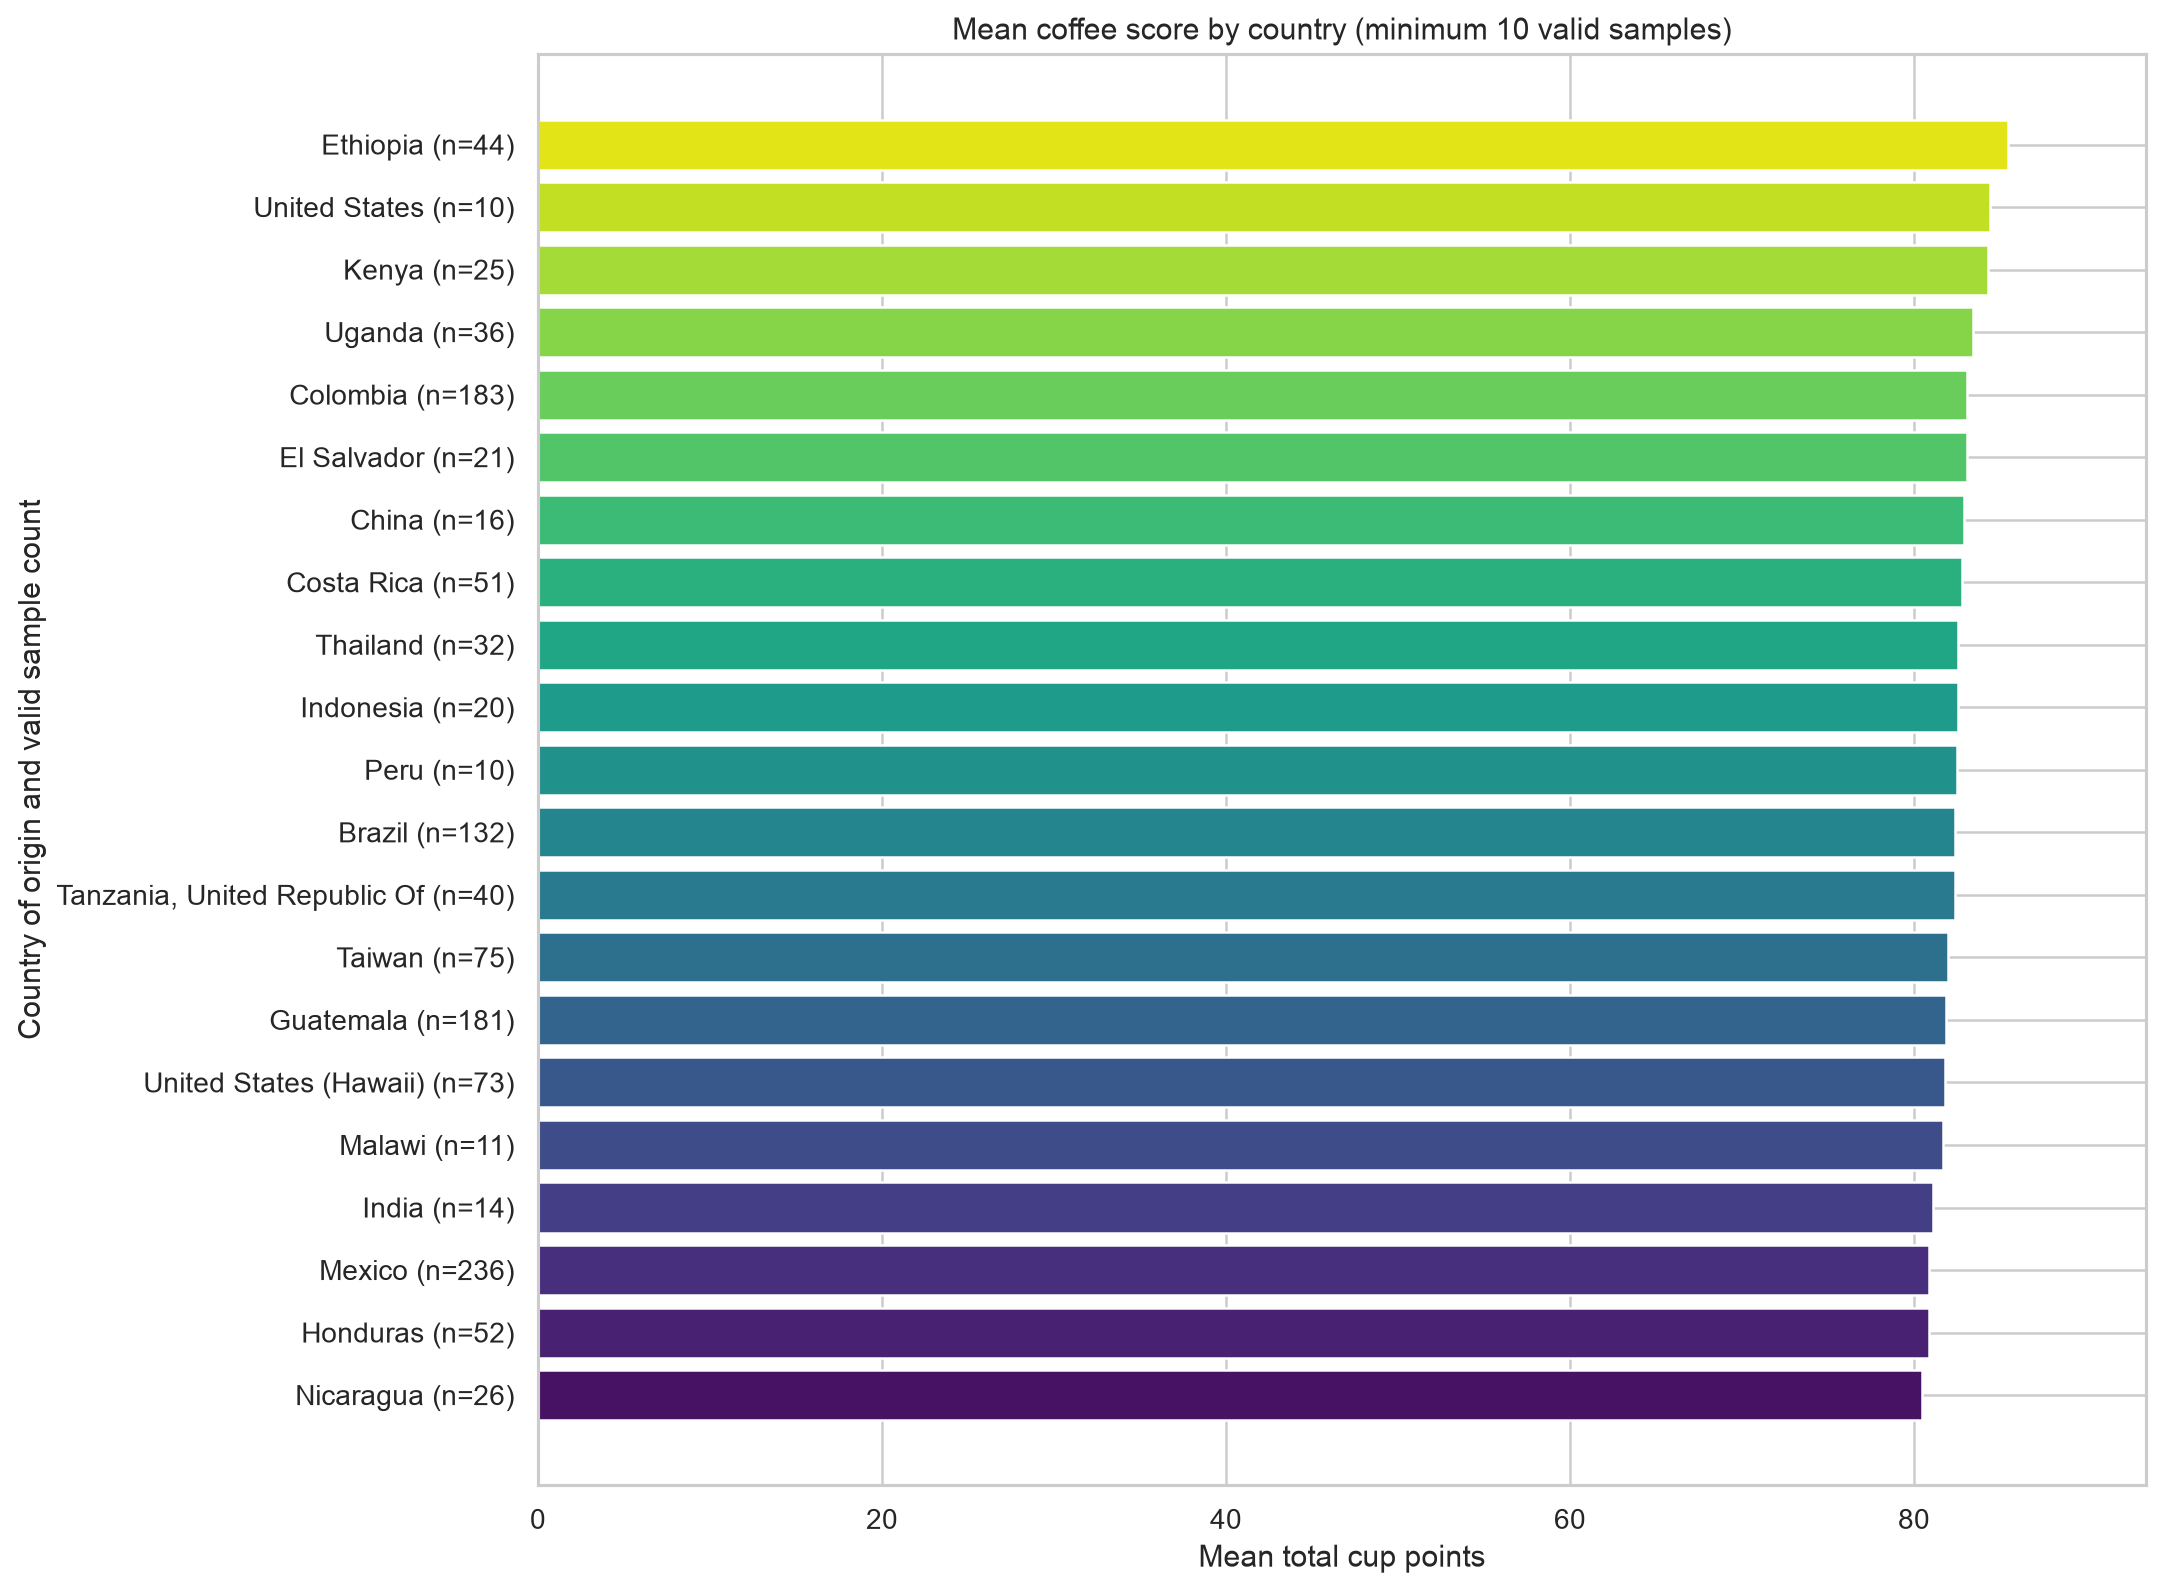 Mean coffee score by country (minimum 10 valid samples)
Country of origin and valid sample count
Ethiopia (n=44)
United States (n=10)
Kenya (n=25)
Uganda (n=36)
Colombia (n=183)
El Salvador (n=21)
China (n=16)
Costa Rica (n=51)
Thailand (n=32)
Indonesia (n=20)
Peru (n=10)
Brazil (n=132)
Tanzania, United Republic Of (n=40)
Taiwan (n=75)
Guatemala (n=181)
United States (Hawaii) (n=73)
Malawi (n=11)
India (n=14)
Mexico (n=236)
Honduras (n=52)
Nicaragua (n=26)
0 20 40 60 80
Mean total cup points